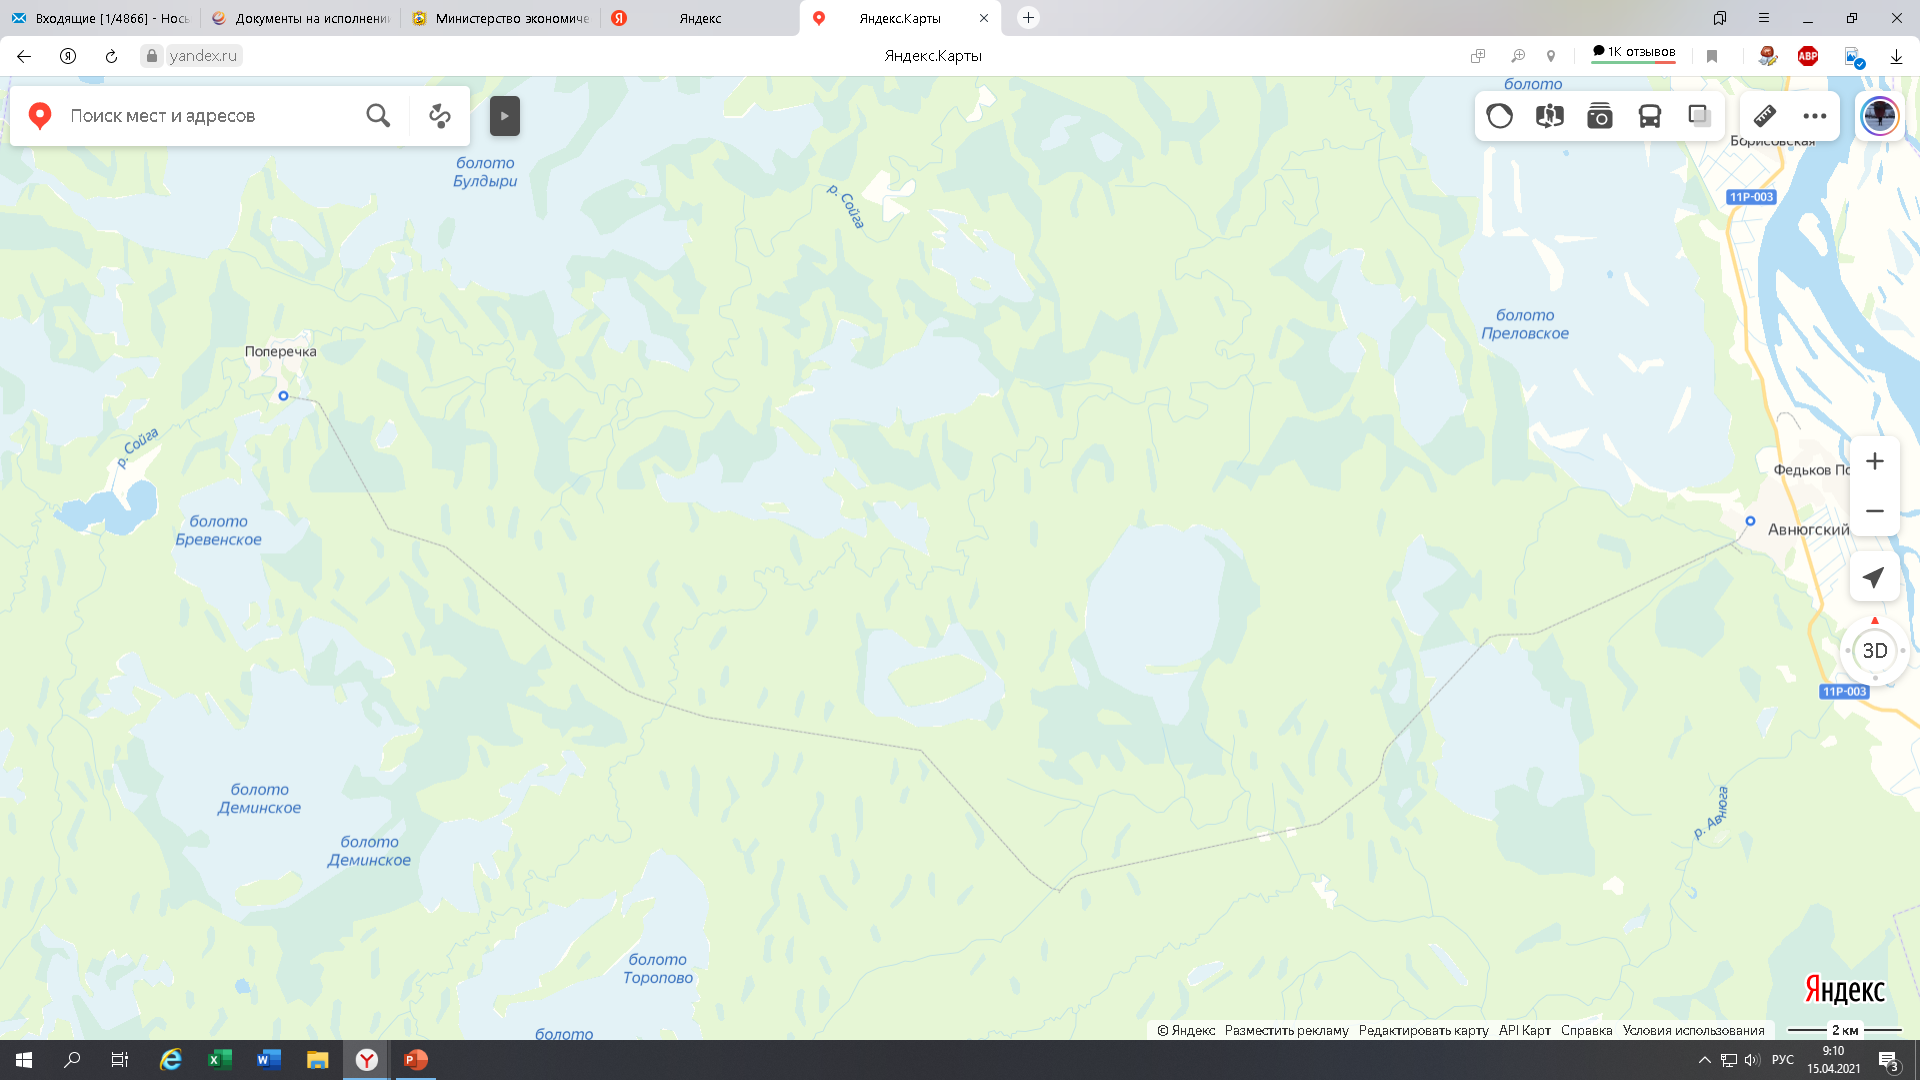 Входящие [1/4866] - Нось
Документы на исполнени
Министерство экономиче
Яндекс
Яндекс.Карты
yandex.ru
Яндекс.Карты
1К отзывов
ABP
Поиск мест и адресов
болото
болото
Булдыри
р. Сойга
Борисовская
11Р-003
болото
Преловское
Поперечка
р. Сойга
Федьков По
болото
Бревенское
Авнюгский
3D
11Р-003
болото
Деминское
р. Авнюга
болото
Деминское
болото
Торопово
Яндекс
болото
© Яндекс Разместить рекламу Редактировать карту API Карт Справка Условия использования
2 км
РУС
9:10
15.04.2021
3